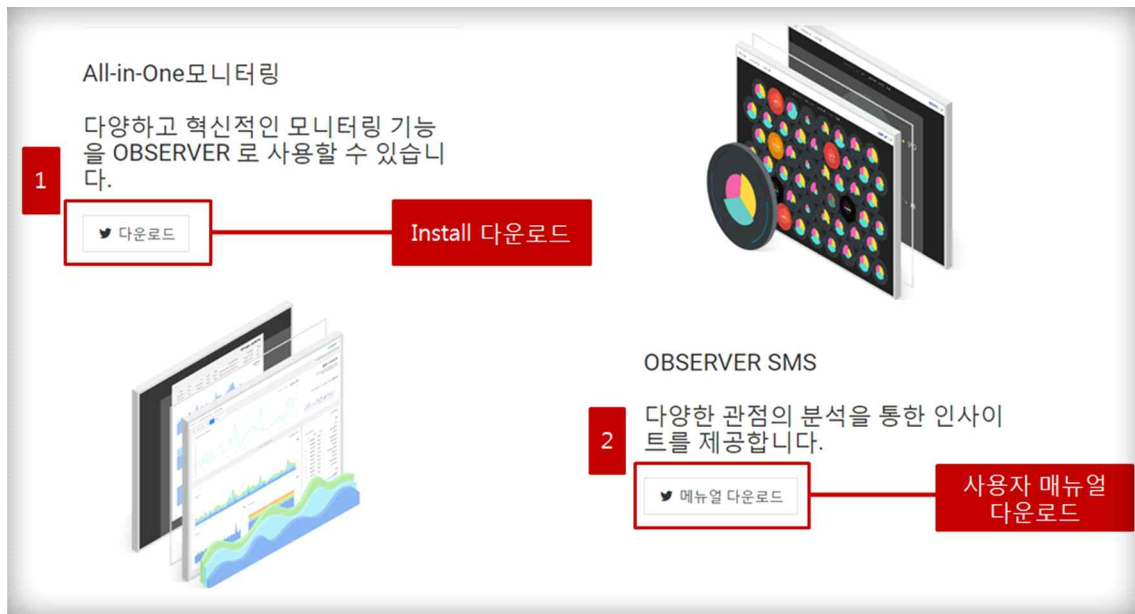 All-in-One모니터링
다양하고 혁신적인 모니터링 기능
을 OBSERVER 로 사용할 수 있습니
다.
1
다운로드
Install 다운로드
OBSERVER SMS
다양한 관점의 분석을 통한 인사이
트를 제공합니다.
2
메뉴얼 다운로드
사용자 매뉴얼
다운로드